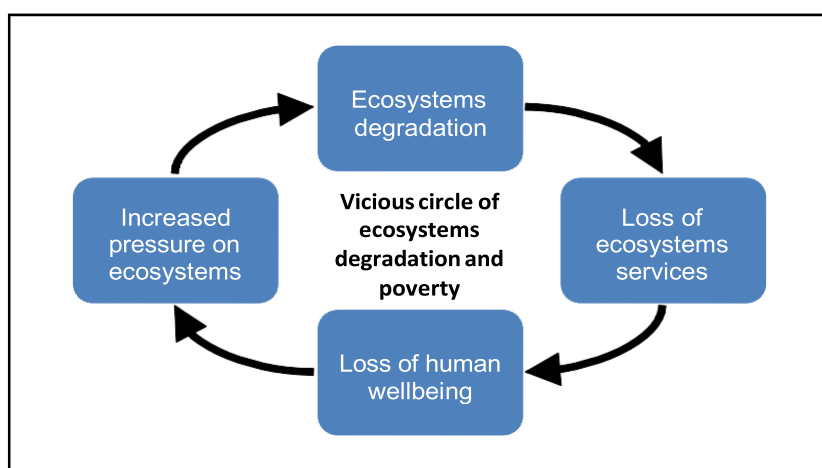 Ecosystems
degradation
Increased
pressure on
ecosystems
Vicious circle of
ecosystems
degradation and
poverty
Loss of
ecosystems
services
Loss of human
wellbeing